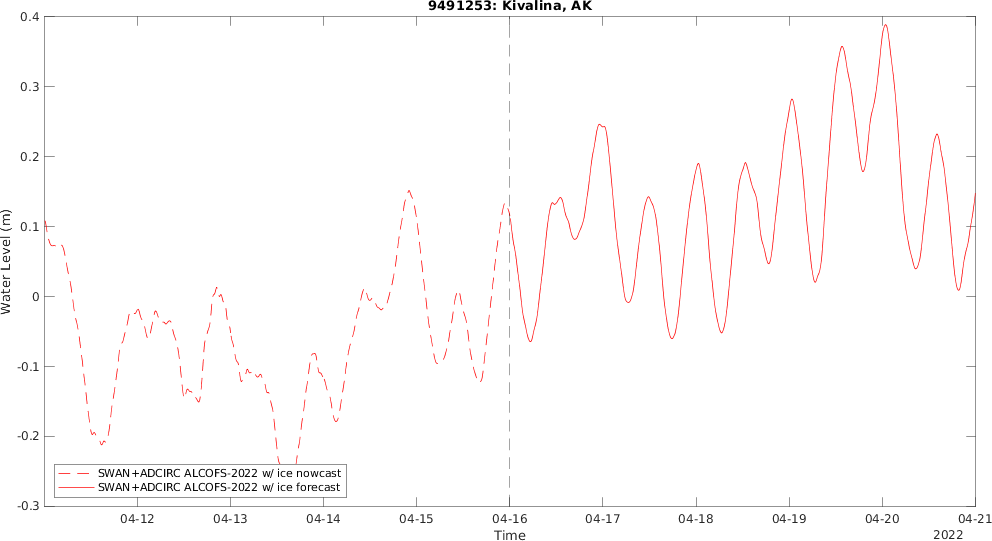 9491253: Kivalina, AK
0.4
0.3
0.2
0.1
0
-0.1
-0.2
-0.3
Water Level (m)
SWAN+ADCIRC ALCOFS-2022 w/ ice nowcast
SWAN+ADCIRC ALCOFS-2022 w/ ice forecast
04-12 04-13 04-14 04-15 04-16 04-17 04-18 04-19 04-20 04-21
Time
2022